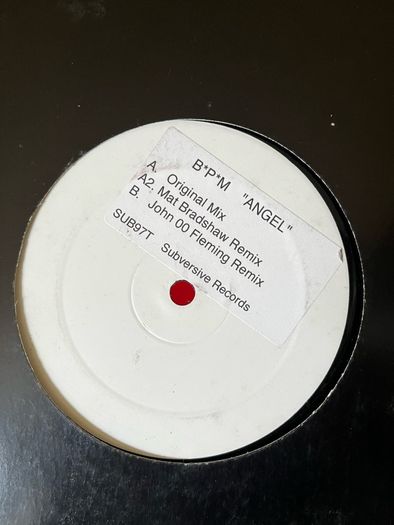 B*P*M "ANGEL"
A. Original Mix
A2. Mat Bradshaw Remix
B. John 00 Fleming Remix
SUB97T Subversive Records